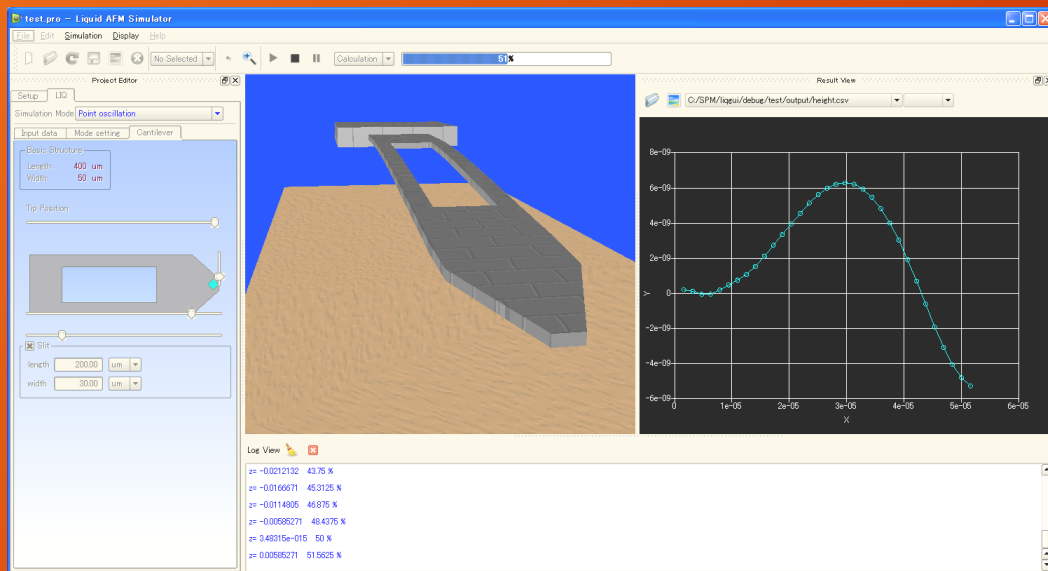 test.pro - Liquid AFM Simulator
File Edit Simulation Display Help
No Selected Calculation 51%
Project Editor
Setup LIQ
Simulation Mode Point oscillation
Input data Mode setting Cantilever
Basic Structure
Length 400 um
Width 50 um
Tip Position
Slit
length 200.00 um
width 30.00 um
Result View
C:/SPM/liqgui/debug/test/output/height.csv
8e-09
6e-09
4e-09
2e-09
0
-2e-09
-4e-09
-6e-09
Y
0 1e-05 2e-05 3e-05 4e-05 5e-05 6e-05
X
Log View
z= -0.0212132 43.75 %
z= -0.0166671 45.3125 %
z= -0.0114805 46.875 %
z= -0.00585271 48.4375 %
z= 3.48315e-015 50 %
z= 0.00585271 51.5625 %